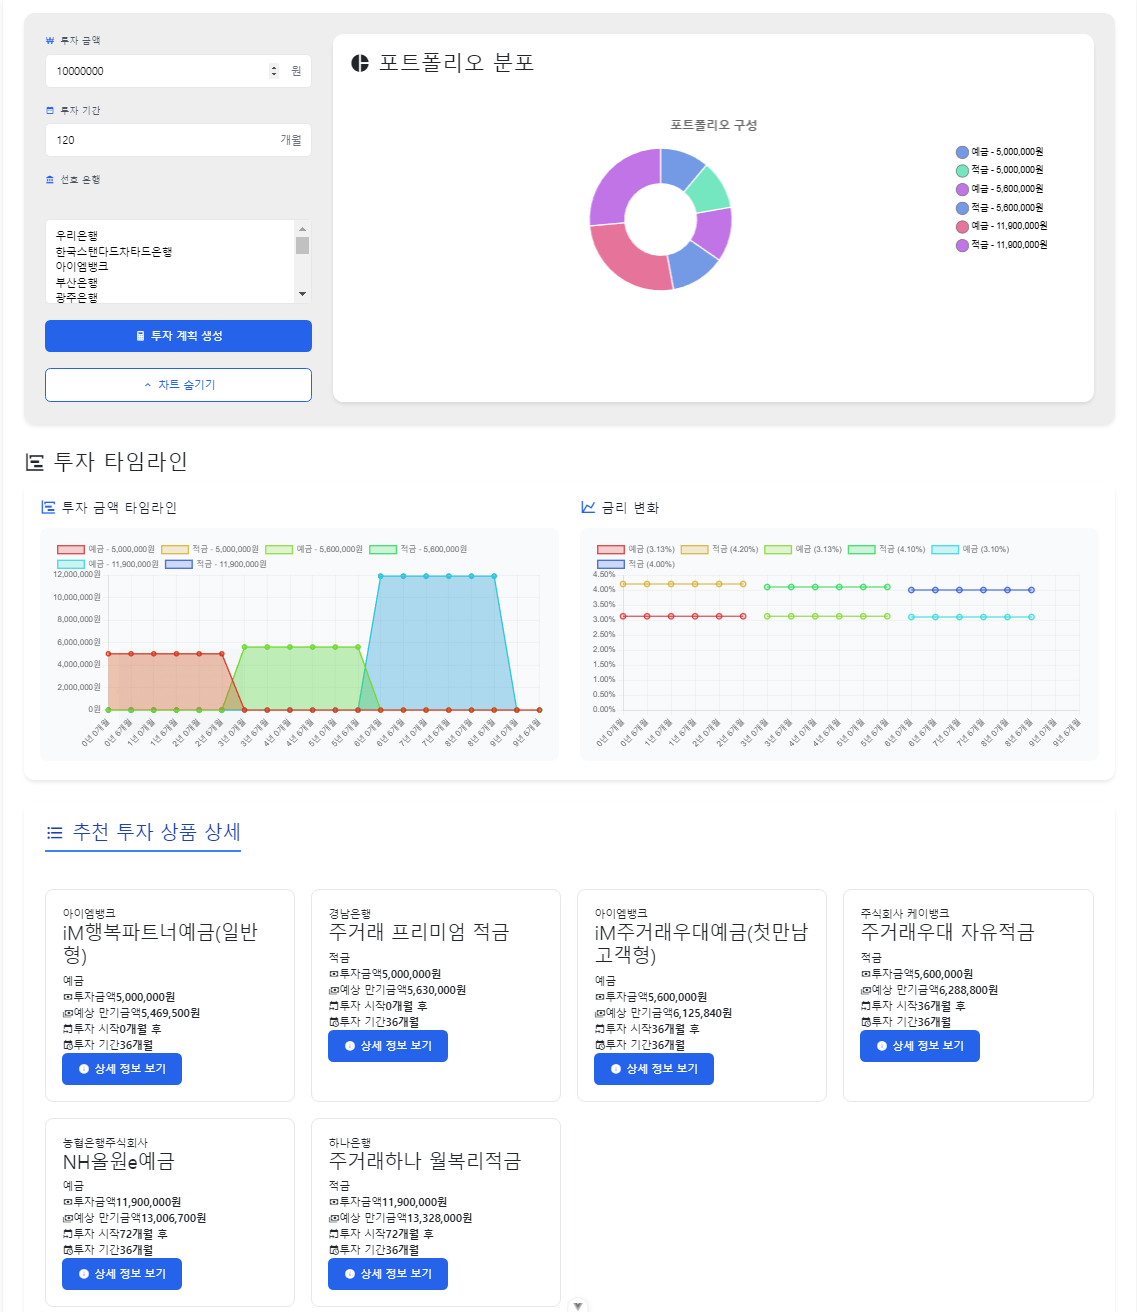 ₩ 투자 금액
10000000 원
투자 기간
120 개월
선호 은행
우리은행
한국스탠다드차타드은행
아이엠뱅크
부산은행
광주은행
투자 계획 생성
차트 숨기기
포트폴리오 분포
포트폴리오 구성
예금 - 5,000,000원
적금 - 5,000,000원
예금 - 5,600,000원
적금 - 5,600,000원
예금 - 11,900,000원
적금 - 11,900,000원
투자 타임라인
투자 금액 타임라인
예금 - 5,000,000원 적금 - 5,000,000원 예금 - 5,600,000원 적금 - 5,600,000원
예금 - 11,900,000원 적금 - 11,900,000원
12,000,000원
10,000,000원
8,000,000원
6,000,000원
4,000,000원
2,000,000원
0원
0년 0개월 0년 6개월 1년 0개월 1년 6개월 2년 0개월 2년 6개월 3년 0개월 3년 6개월 4년 0개월 4년 6개월 5년 0개월 5년 6개월 6년 0개월 6년 6개월 7년 0개월 7년 6개월 8년 0개월 8년 6개월 9년 0개월 9년 6개월
금리 변화
예금 (3.13%) 적금 (4.20%) 예금 (3.13%) 적금 (4.10%) 예금 (3.10%)
적금 (4.00%)
4.50%
4.00%
3.50%
3.00%
2.50%
2.00%
1.50%
1.00%
0.50%
0.00%
0년 0개월 0년 6개월 1년 0개월 1년 6개월 2년 0개월 2년 6개월 3년 0개월 3년 6개월 4년 0개월 4년 6개월 5년 0개월 5년 6개월 6년 0개월 6년 6개월 7년 0개월 7년 6개월 8년 0개월 8년 6개월 9년 0개월 9년 6개월
추천 투자 상품 상세
아이엠뱅크
iM행복파트너예금(일반
형)
예금
투자금액5,000,000원
예상 만기금액5,469,500원
투자 시작0개월 후
투자 기간36개월
상세 정보 보기
경남은행
주거래 프리미엄 적금
적금
투자금액5,000,000원
예상 만기금액5,630,000원
투자 시작0개월 후
투자 기간36개월
상세 정보 보기
아이엠뱅크
iM주거래우대예금(첫만남
고객형)
예금
투자금액5,600,000원
예상 만기금액6,125,840원
투자 시작36개월 후
투자 기간36개월
상세 정보 보기
주식회사 케이뱅크
주거래우대 자유적금
적금
투자금액5,600,000원
예상 만기금액6,288,800원
투자 시작36개월 후
투자 기간36개월
상세 정보 보기
농협은행주식회사
NH올원e예금
예금
투자금액11,900,000원
예상 만기금액13,006,700원
투자 시작72개월 후
투자 기간36개월
상세 정보 보기
하나은행
주거래하나 월복리적금
적금
투자금액11,900,000원
예상 만기금액13,328,000원
투자 시작72개월 후
투자 기간36개월
상세 정보 보기